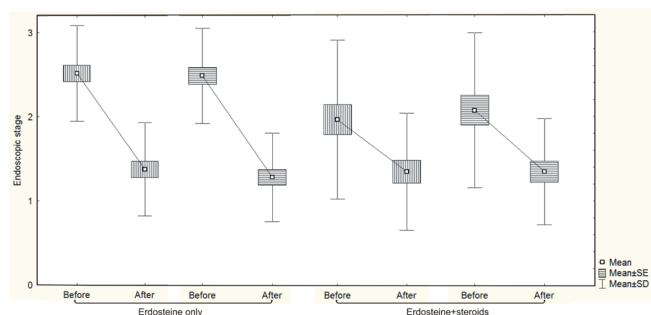 3
2
1
0
Endoscopic stage
Before After Before After Before After Before After
Erdosteine only Erdosteine+steroids
Mean
Mean±SE
Mean±SD